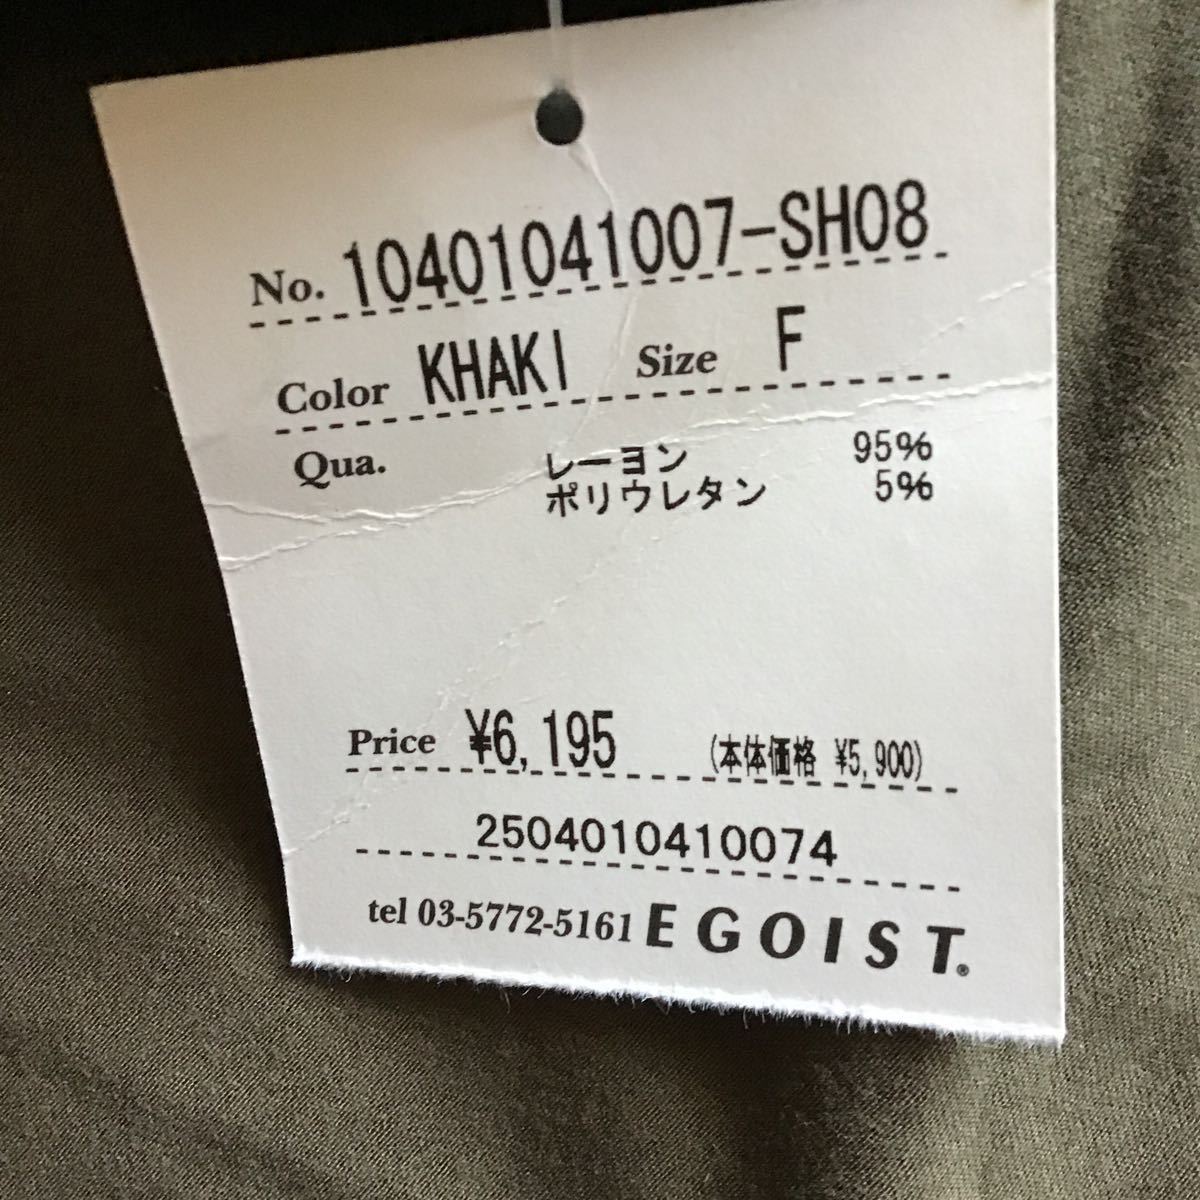 No. 10401041007-SH08
Color KHAKI Size F
Qua. レーヨン 95%
ポリウレタン 5%
Price ¥6,195 (本体価格 ¥5,900)
2504010410074
tel 03-5772-5161 EGOIST®